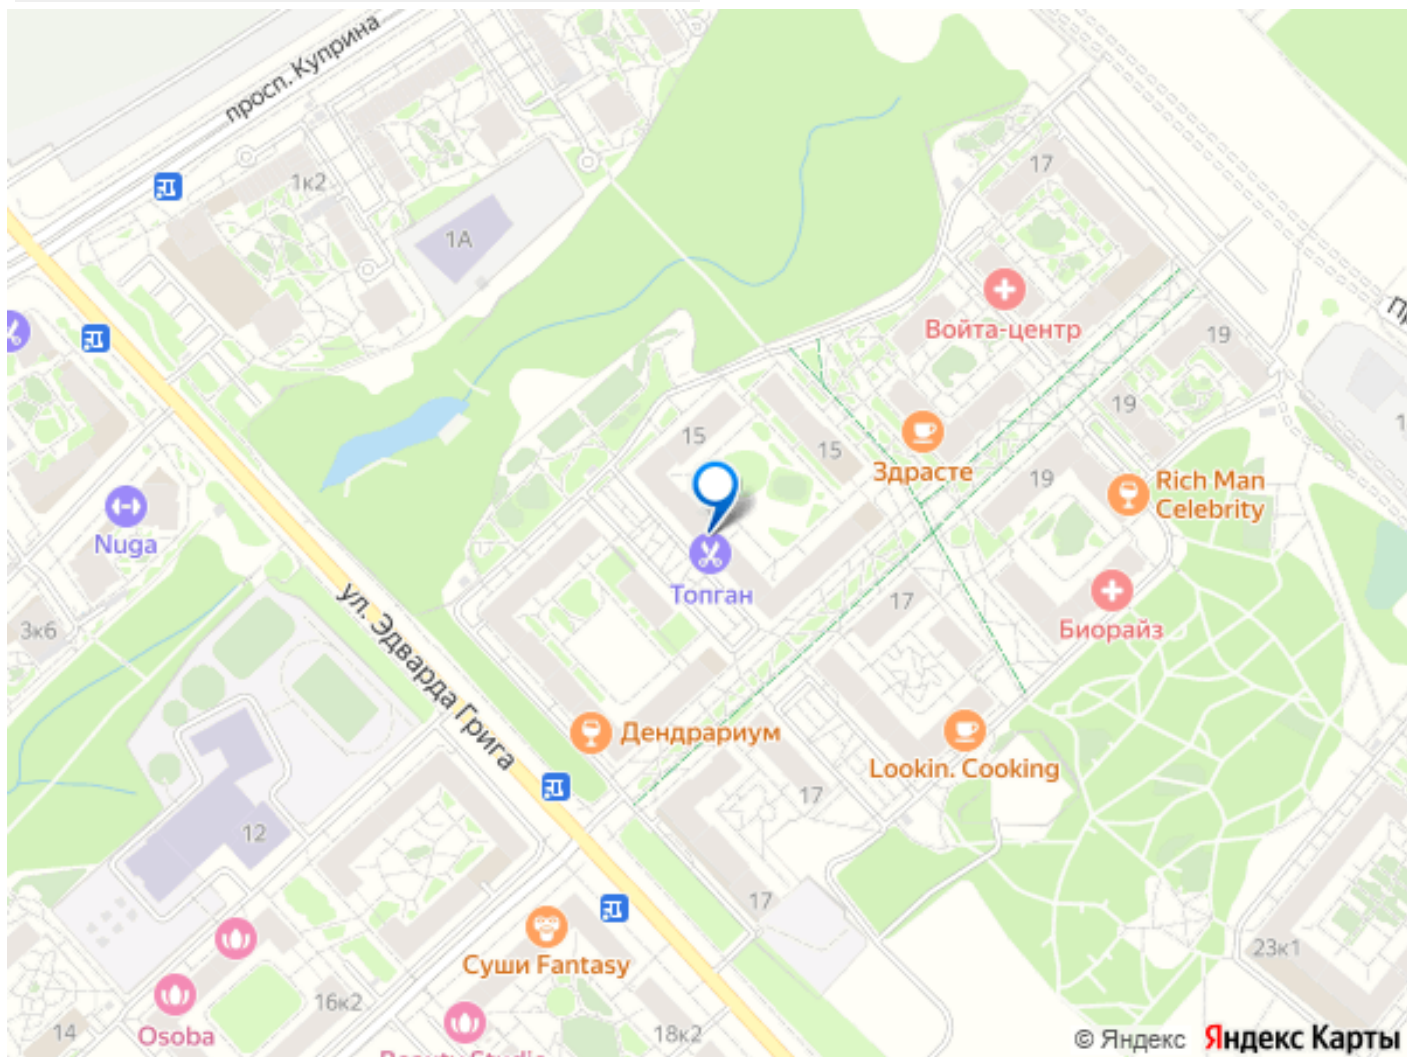 просп. Куприна
17
1к2
1А
Войта-центр
19
15
19
15
Здрасте
19
Rich Man
Celebrity
Nuga
Топган
17
3к6
ул. Эдварда Грига
Биорайз
Дендрариум
Lookin. Cooking
17
12
17
Суши Fantasy
23к1
16к2
Osoba
14
18к2
Beauty Studio
© Яндекс Яндекс Карты